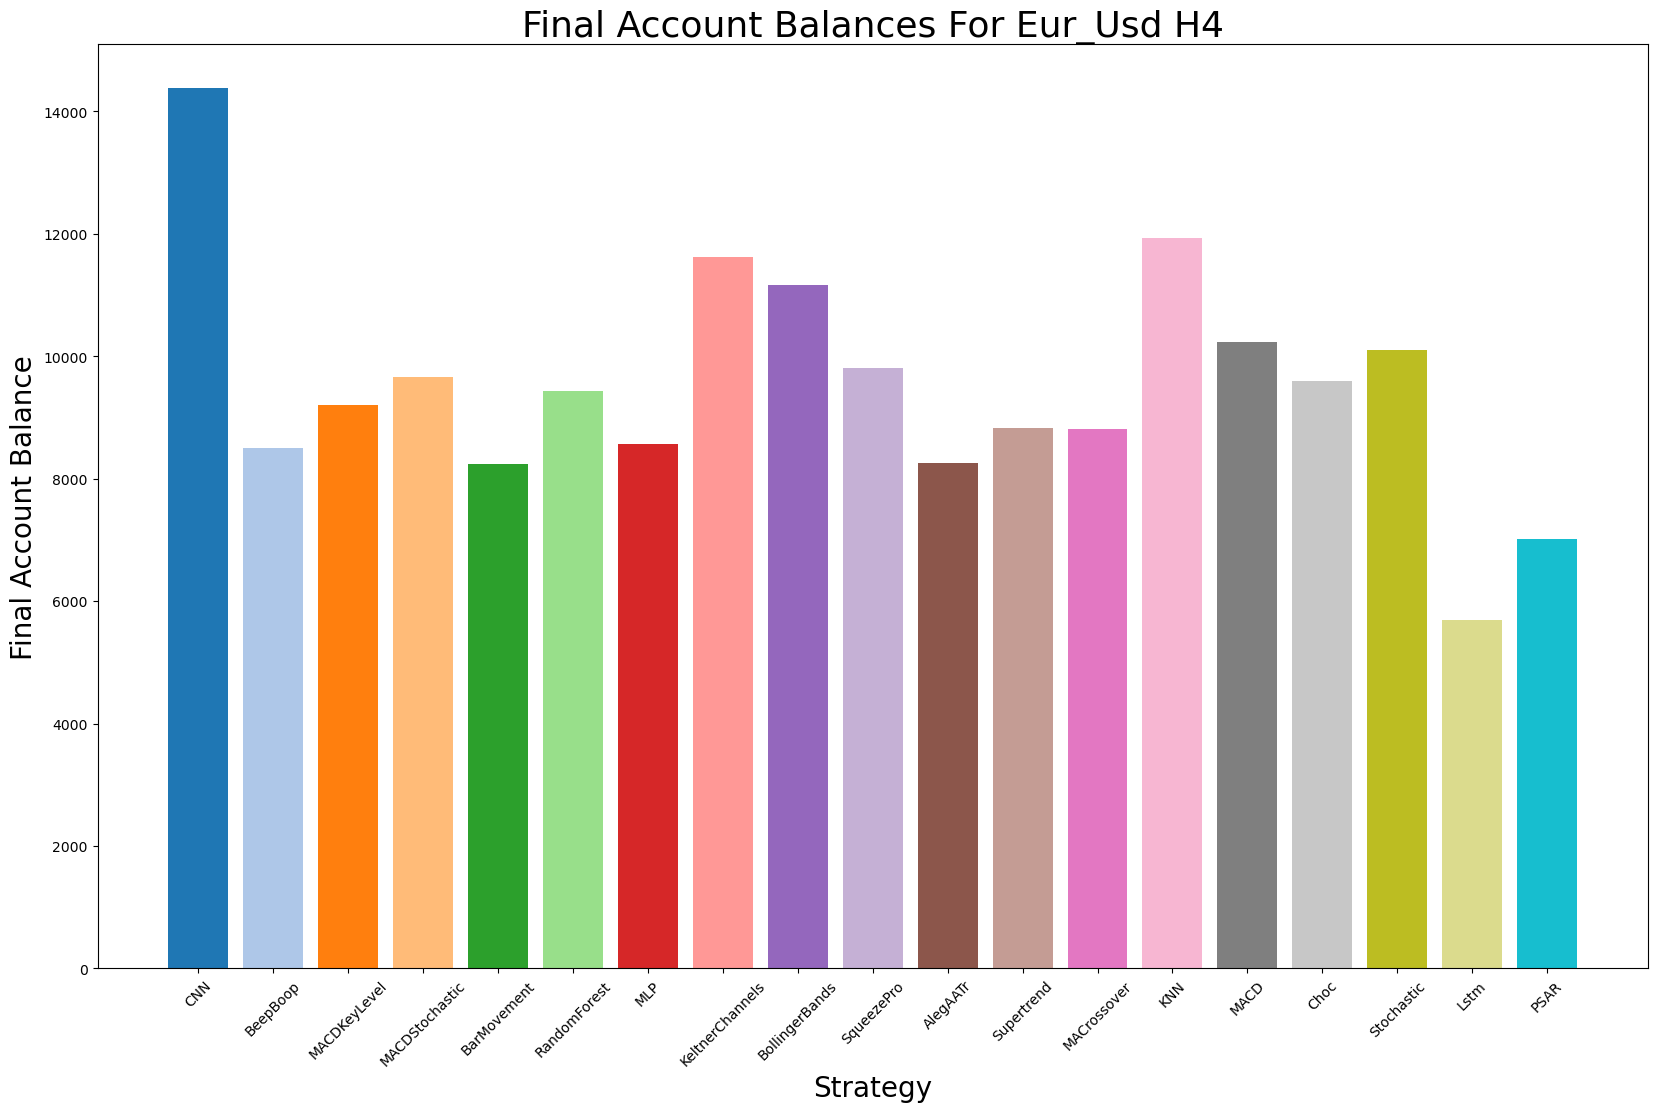 Final Account Balances For Eur_Usd H4
Final Account Balance
14000
12000
10000
8000
6000
4000
2000
0
CNN
BeepBoop
MACDKeyLevel
MACDStochastic
BarMovement
RandomForest
MLP
KeltnerChannels
BollingerBands
SqueezePro
AlegAATr
Supertrend
MACrossover
KNN
MACD
Choc
Stochastic
Lstm
PSAR
Strategy